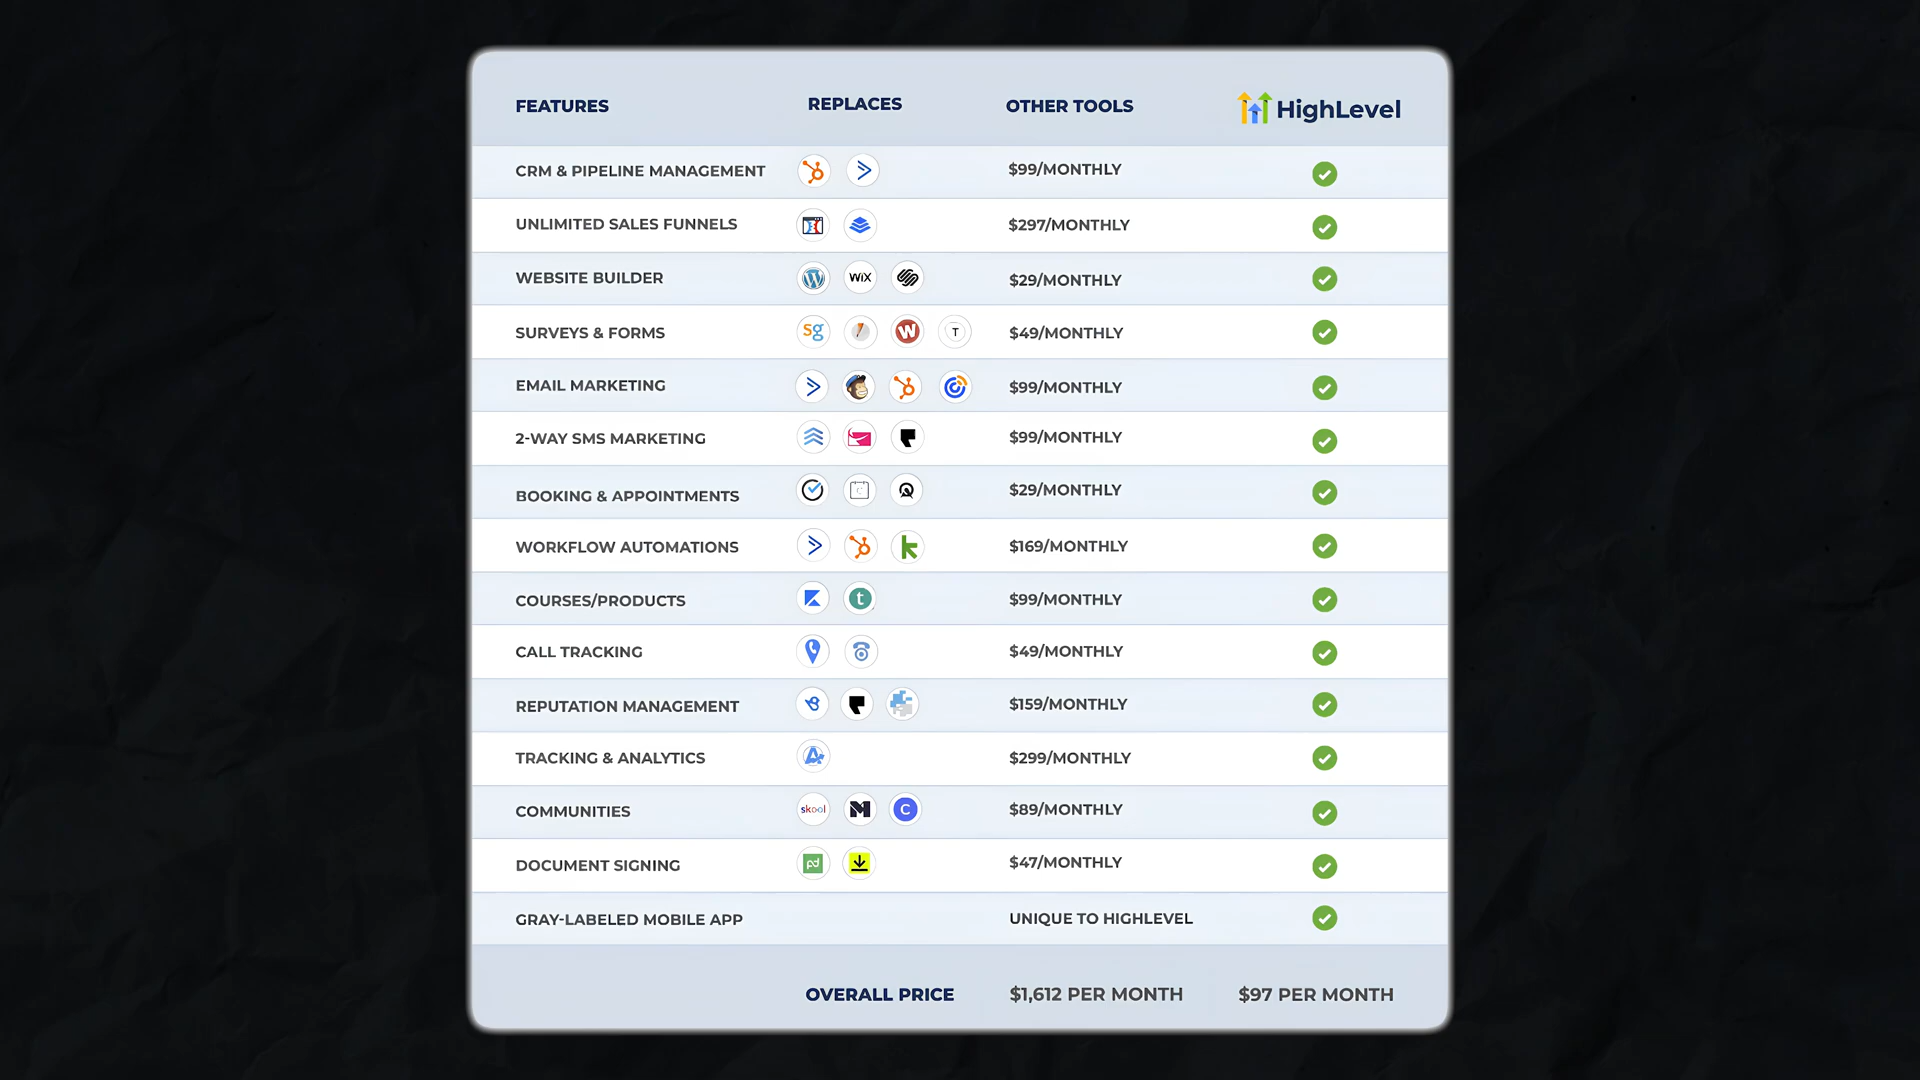 FEATURES REPLACES OTHER TOOLS HighLevel
CRM & PIPELINE MANAGEMENT $99/MONTHLY
UNLIMITED SALES FUNNELS $297/MONTHLY
WEBSITE BUILDER WiX $29/MONTHLY
SURVEYS & FORMS sg W T $49/MONTHLY
EMAIL MARKETING $99/MONTHLY
2-WAY SMS MARKETING $99/MONTHLY
BOOKING & APPOINTMENTS $29/MONTHLY
WORKFLOW AUTOMATIONS k $169/MONTHLY
COURSES/PRODUCTS t $99/MONTHLY
CALL TRACKING $49/MONTHLY
REPUTATION MANAGEMENT $159/MONTHLY
TRACKING & ANALYTICS $299/MONTHLY
COMMUNITIES skool M C $89/MONTHLY
DOCUMENT SIGNING pd $47/MONTHLY
GRAY-LABELED MOBILE APP UNIQUE TO HIGHLEVEL
OVERALL PRICE $1,612 PER MONTH $97 PER MONTH